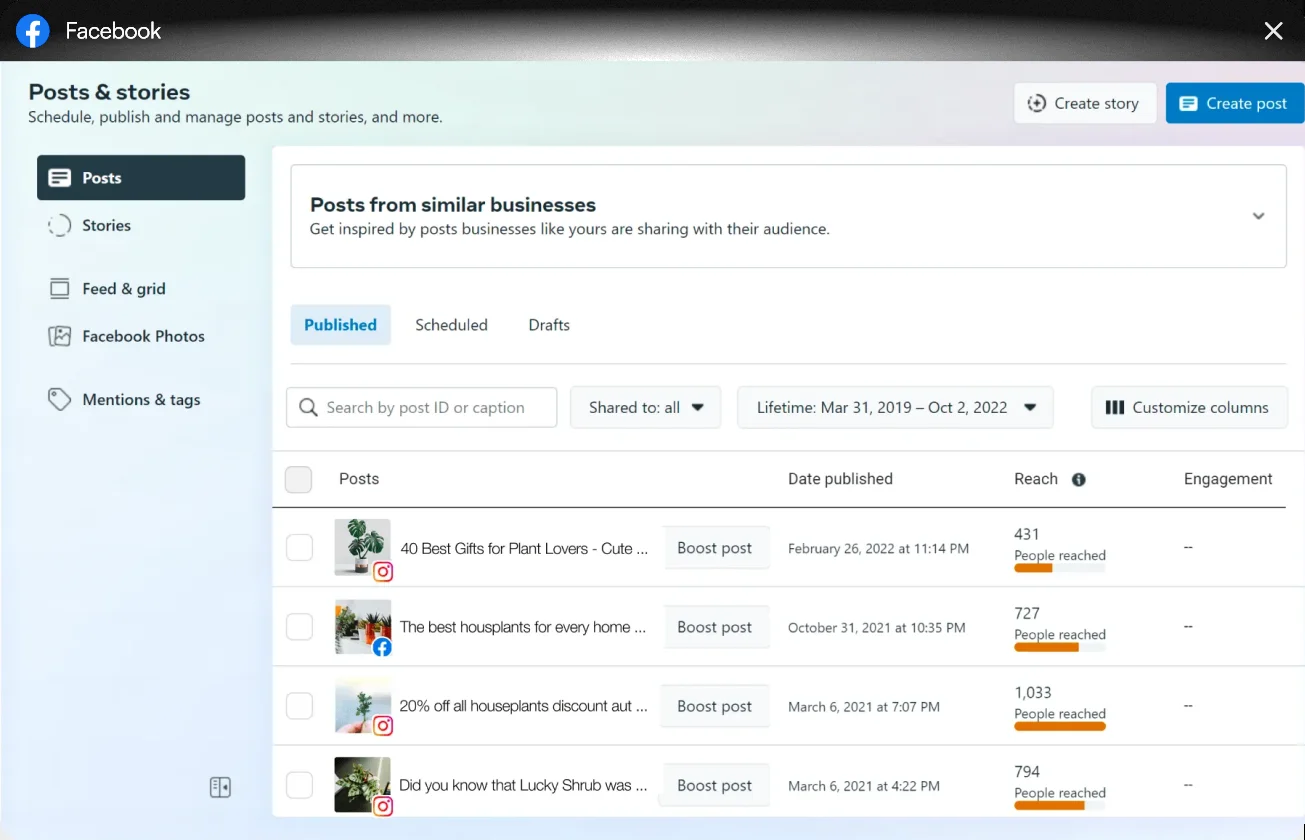 Facebook
Posts & stories
Schedule, publish and manage posts and stories, and more.
Create story
Create post
Posts
Stories
Feed & grid
Facebook Photos
Mentions & tags
Posts from similar businesses
Get inspired by posts businesses like yours are sharing with their audience.
Published
Scheduled
Drafts
Search by post ID or caption
Shared to: all
Lifetime: Mar 31, 2019 – Oct 2, 2022
Customize columns
Posts
Date published
Reach
Engagement
40 Best Gifts for Plant Lovers - Cute ...
Boost post
February 26, 2022 at 11:14 PM
431
People reached
--
The best housplants for every home ...
Boost post
October 31, 2021 at 10:35 PM
727
People reached
--
20% off all houseplants discount aut ...
Boost post
March 6, 2021 at 7:07 PM
1,033
People reached
--
Did you know that Lucky Shrub was ...
Boost post
March 6, 2021 at 4:22 PM
794
People reached
--